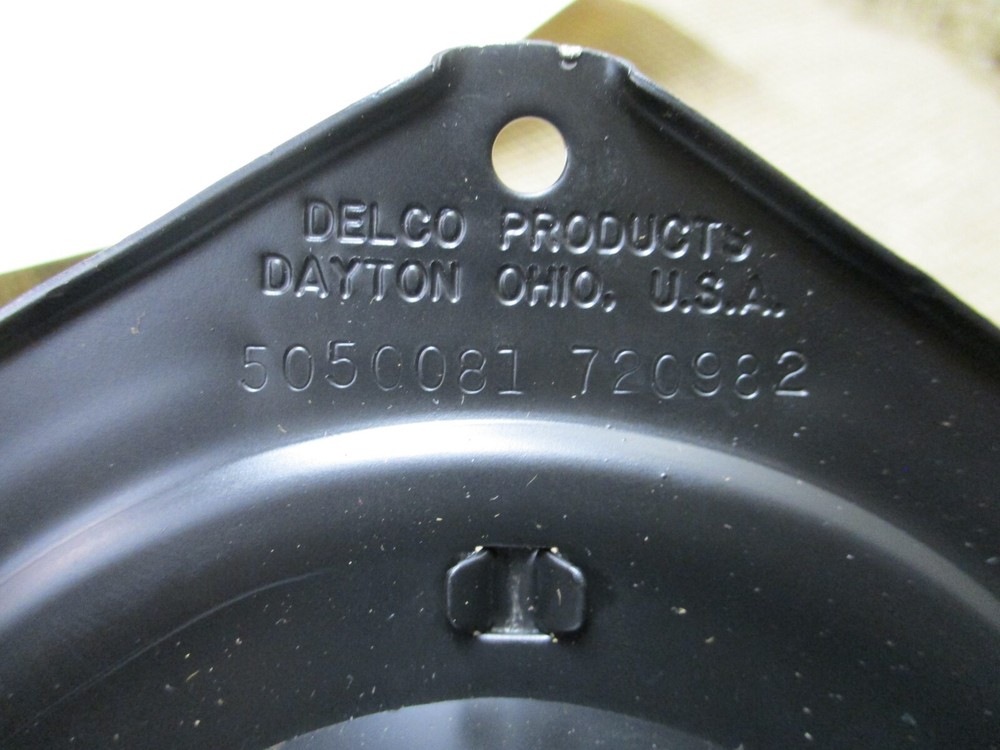 DELCO PRODUCTS
DAYTON OHIO, U.S.A.
5050081 720982